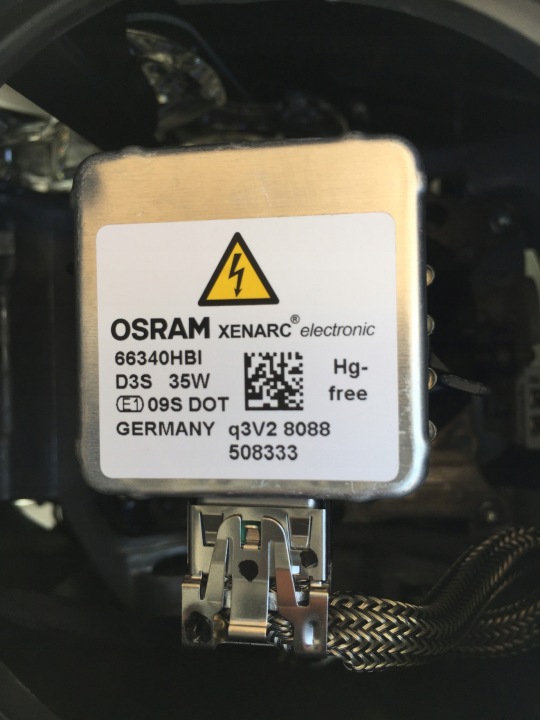 OSRAM XENARC® electronic
66340HBI
D3S 35W
Hg-
free
E1 09S DOT
GERMANY q3V2 8088
508333